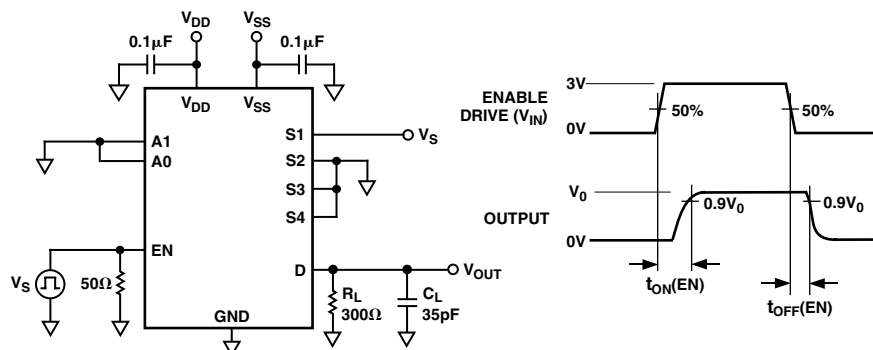 VDD
VSS
0.1µF
0.1µF
VDD
VSS
A1
A0
S1
VS
S2
S3
S4
EN
VS
50Ω
D
VOUT
GND
RL
300Ω
CL
35pF
3V
ENABLE
DRIVE (VIN)
50%
50%
0V
V0
0.9V0
0.9V0
OUTPUT
0V
tON(EN)
tOFF(EN)